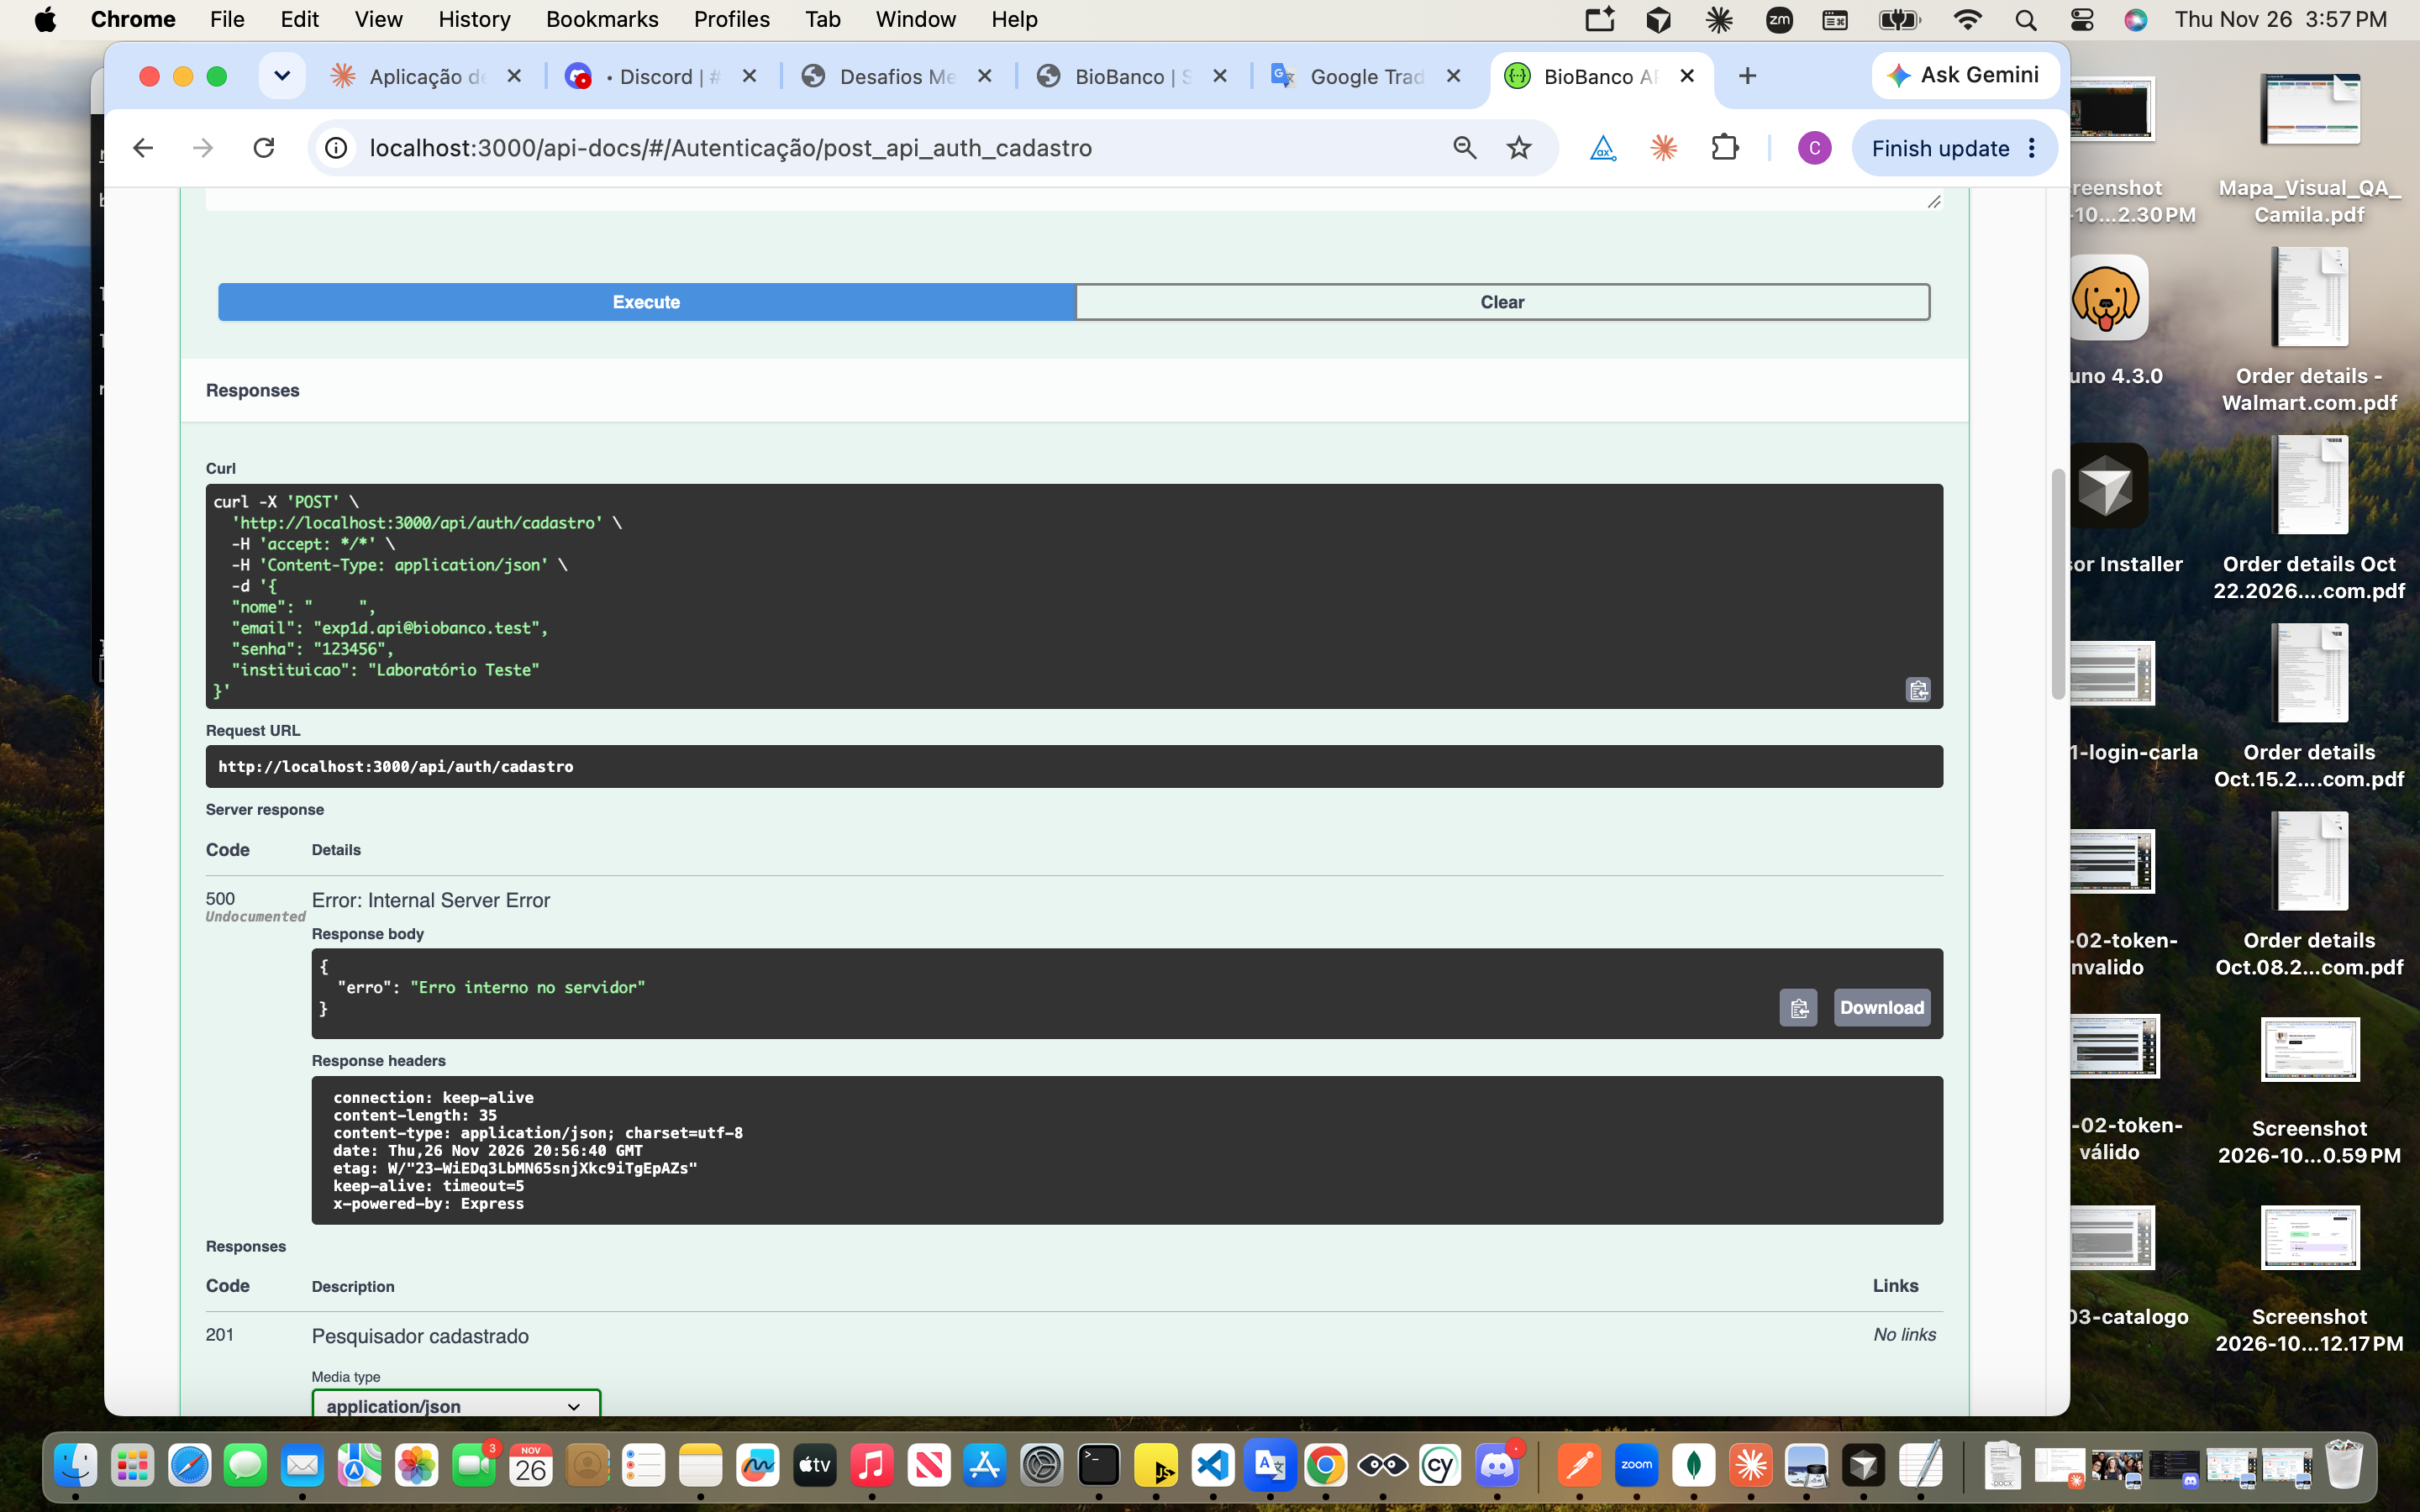 Chrome File Edit View History Bookmarks Profiles Tab Window Help
zm
Thu Nov 26 3:57 PM
Aplicação de
• Discord | #
Desafios Me
BioBanco | S
Google Trad
BioBanco AP
Ask Gemini
localhost:3000/api-docs/#/Autenticação/post_api_auth_cadastro
C
Finish update
Execute
Clear
Responses
Curl
curl -X 'POST' \
'http://localhost:3000/api/auth/cadastro' \
-H 'accept: */*' \
-H 'Content-Type: application/json' \
-d '{
"nome": "     ",
"email": "exp1d.api@biobanco.test",
"senha": "123456",
"instituicao": "Laboratório Teste"
}'
Request URL
http://localhost:3000/api/auth/cadastro
Server response
Code Details
500
Undocumented
Error: Internal Server Error
Response body
{
"erro": "Erro interno no servidor"
}
Download
Response headers
connection: keep-alive
content-length: 35
content-type: application/json; charset=utf-8
date: Thu,26 Nov 2026 20:56:40 GMT
etag: W/"23-WiEDq3LbMN65snjXkc9iTgEpAZs"
keep-alive: timeout=5
x-powered-by: Express
Responses
Code Description Links
201 Pesquisador cadastrado No links
Media type
application/json
reenshot
-10...2.30 PM
Mapa_Visual_QA_
Camila.pdf
uno 4.3.0
Order details -
Walmart.com.pdf
sor Installer
Order details Oct
22.2026....com.pdf
1-login-carla
Order details
Oct.15.2....com.pdf
-02-token-
nvalido
Order details
Oct.08.2...com.pdf
-02-token-
válido
Screenshot
2026-10...0.59 PM
03-catalogo
Screenshot
2026-10...12.17 PM
3
NOV
26
tv
JS
cy
zoom
DOCX